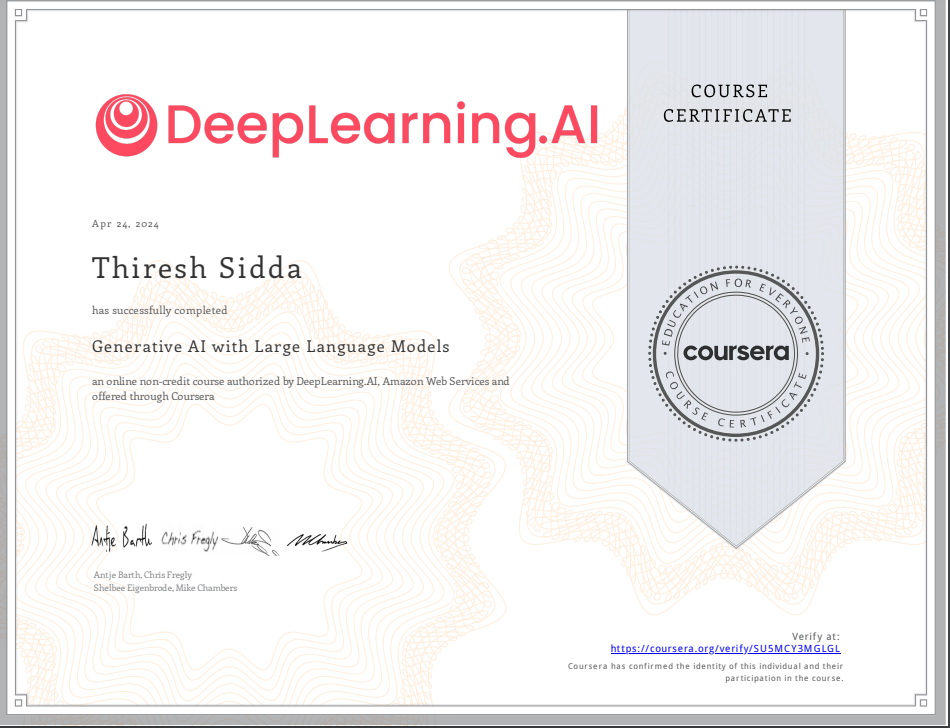 DeepLearning.AI
COURSE
CERTIFICATE
Apr 24, 2024
Thiresh Sidda
has successfully completed
Generative AI with Large Language Models
an online non-credit course authorized by DeepLearning.AI, Amazon Web Services and
offered through Coursera
EDUCATION FOR EVERYONE
coursera
COURSE CERTIFICATE
Antje Barth Chris Fregly
Antje Barth, Chris Fregly
Shelbee Eigenbrode, Mike Chambers
Verify at:
https://coursera.org/verify/SU5MCY3MGLGL
Coursera has confirmed the identity of this individual and their
participation in the course.